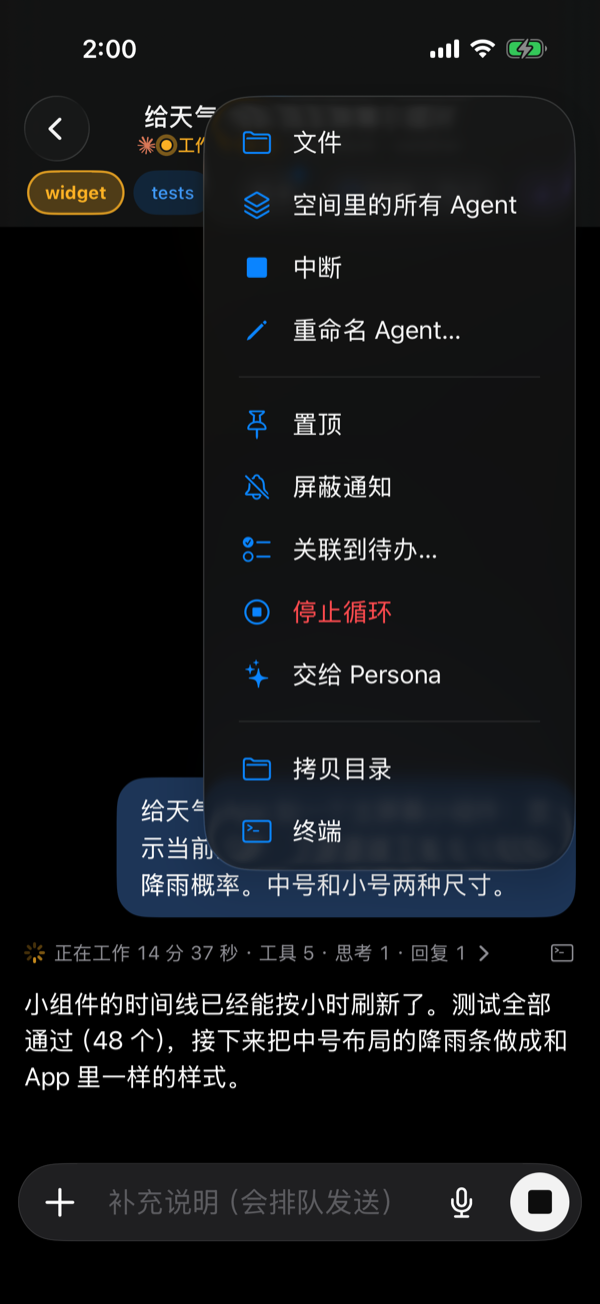 2:00
给天气
工作
widget
tests
文件
空间里的所有 Agent
中断
重命名 Agent...
置顶
屏蔽通知
关联到待办...
停止循环
交给 Persona
拷贝目录
终端
给天气
示当前
降雨概率。中号和小号两种尺寸。
正在工作 14 分 37 秒 · 工具 5 · 思考 1 · 回复 1
小组件的时间线已经能按小时刷新了。测试全部
通过 (48 个)，接下来把中号布局的降雨条做成和
App 里一样的样式。
补充说明（会排队发送）